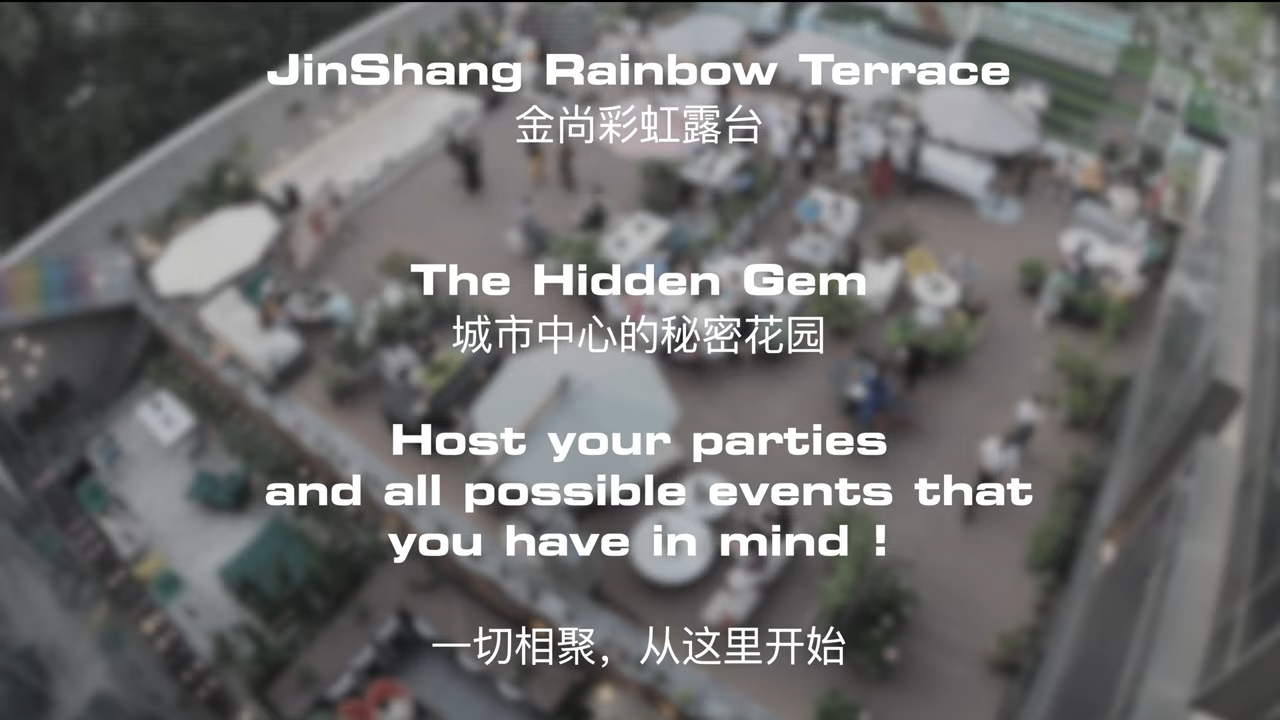 JinShang Rainbow Terrace
金尚彩虹露台
The Hidden Gem
城市中心的秘密花园
Host your parties
and all possible events that
you have in mind !
一切相聚，从这里开始